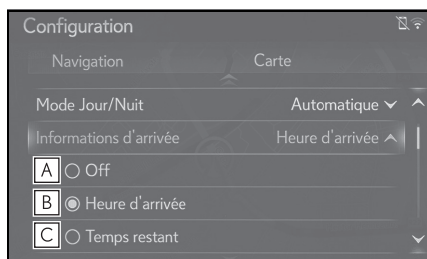 Configuration
Navigation Carte
Mode Jour/Nuit Automatique
Informations d'arrivée Heure d'arrivée
A Off
B Heure d'arrivée
C Temps restant